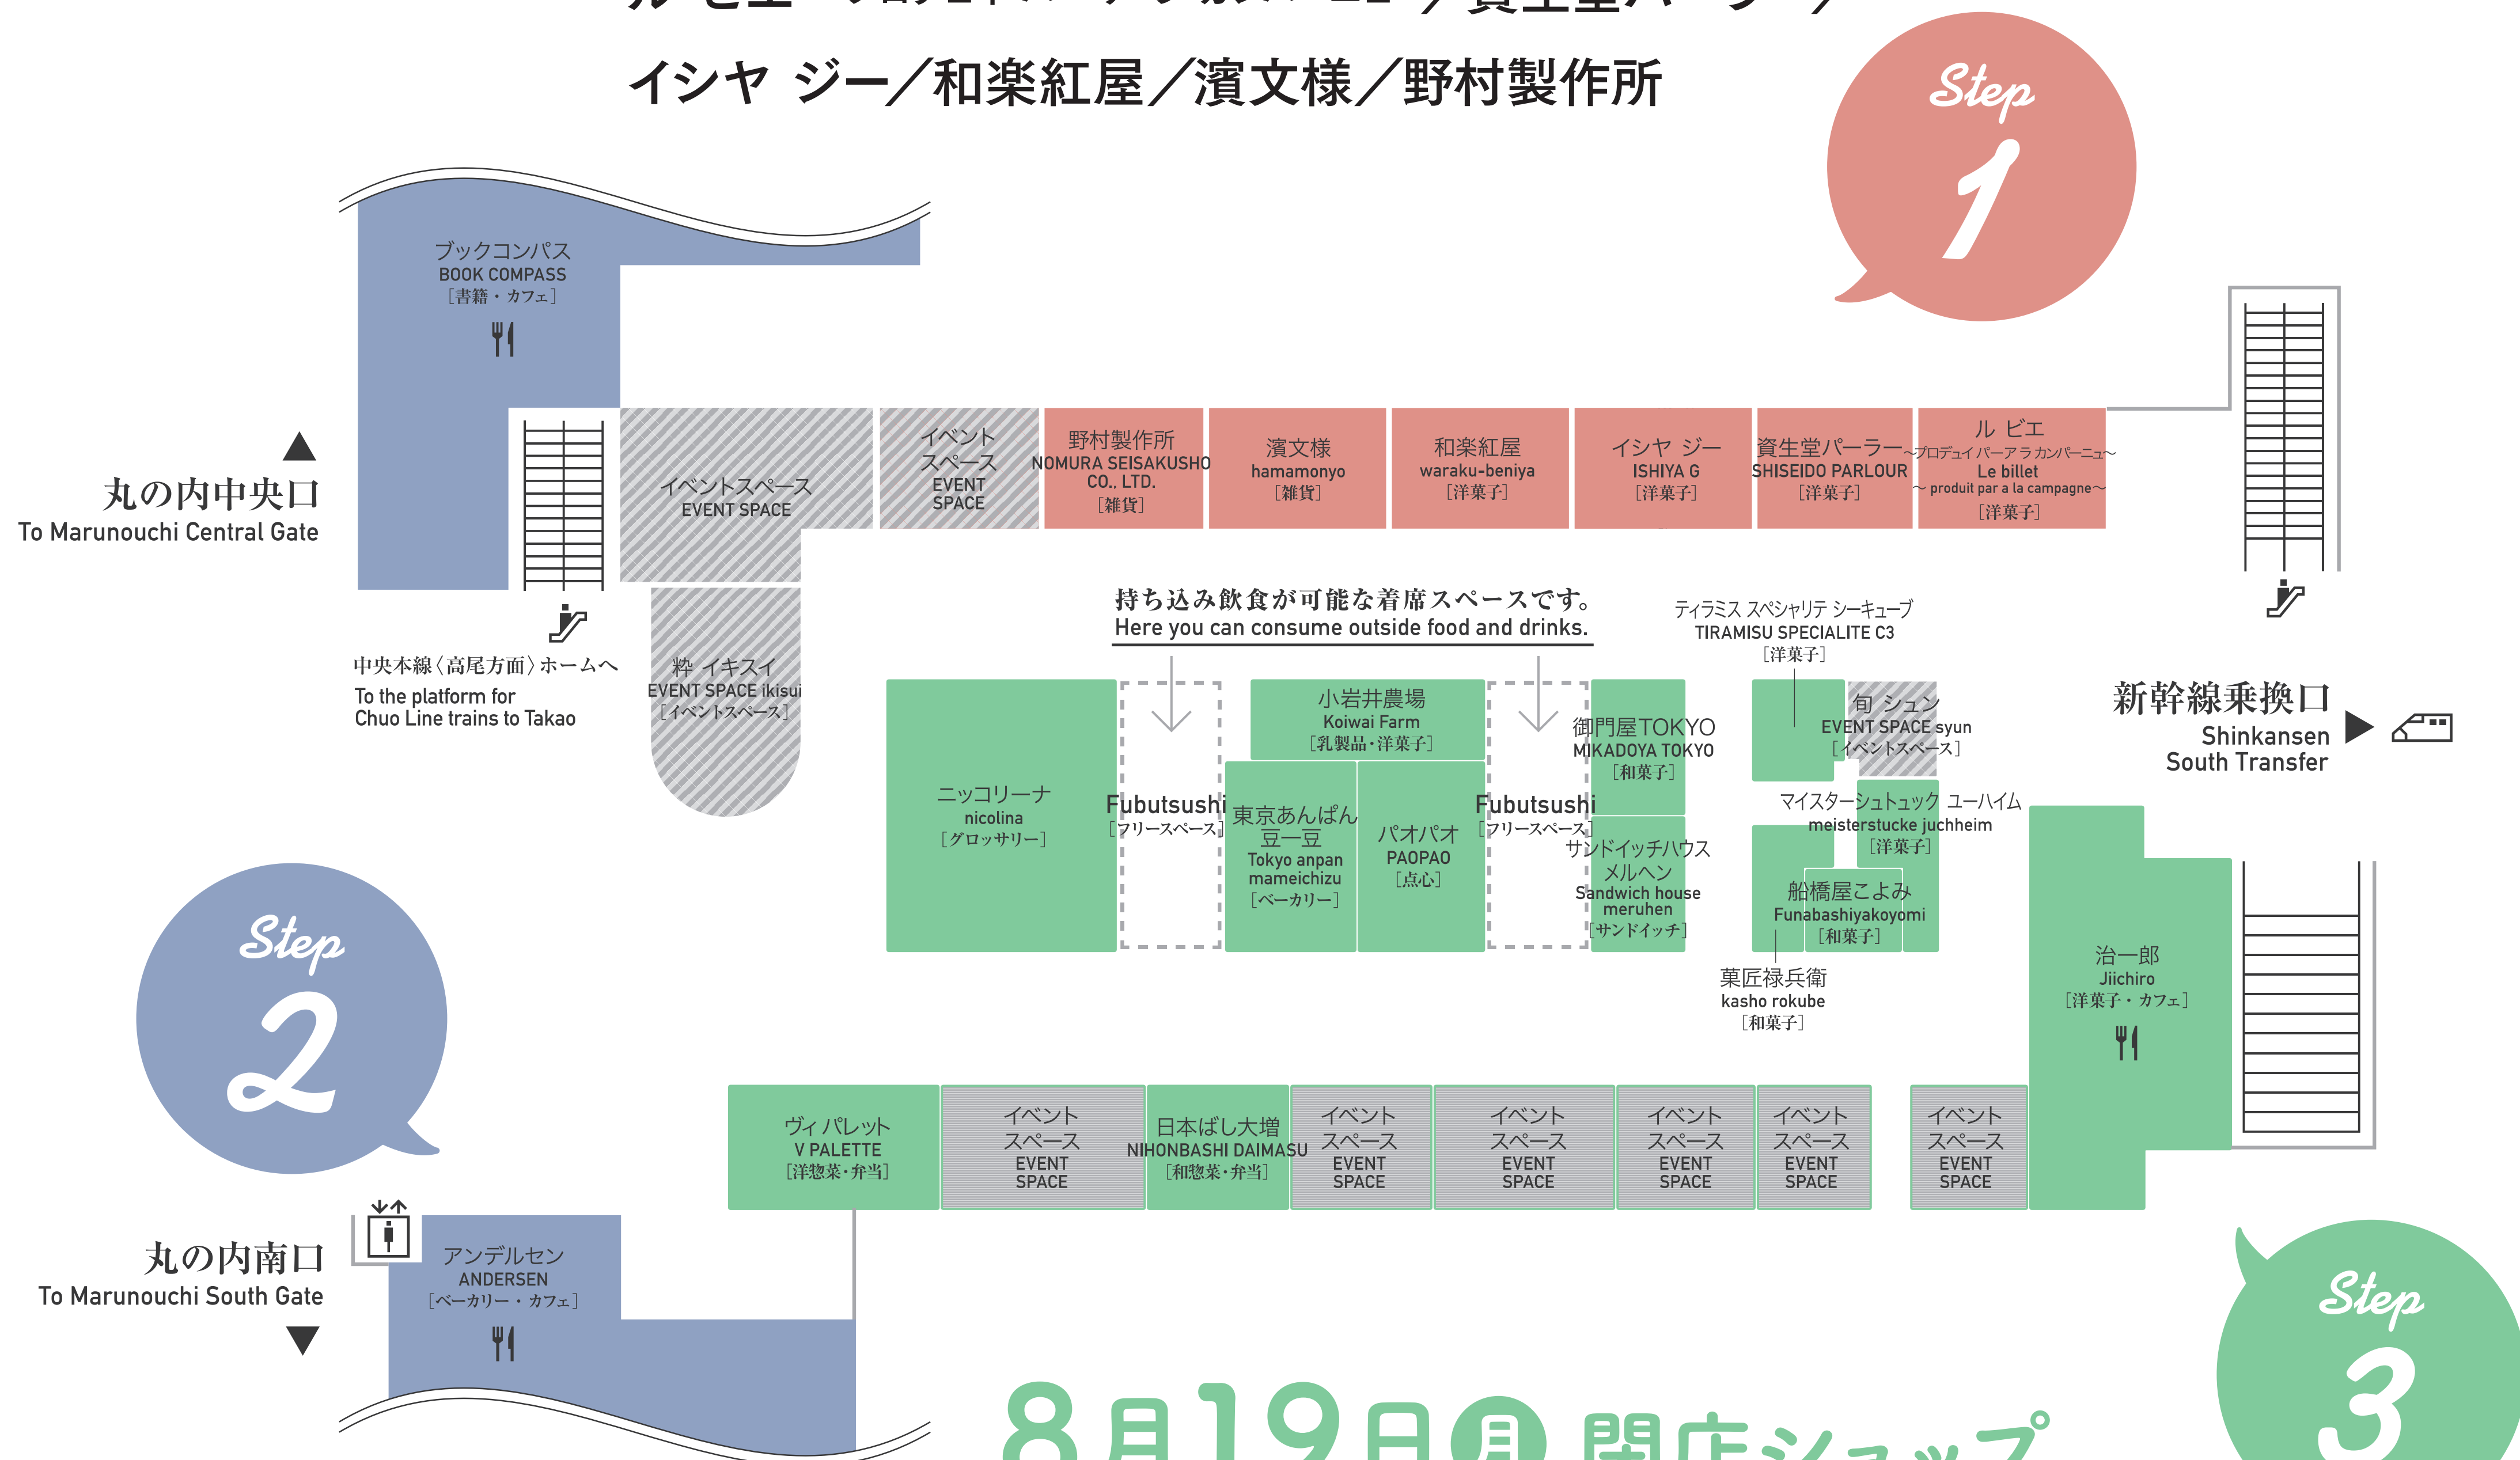 イシヤ ジー／和楽紅屋／濱文様／野村製作所
Step
1
ブックコンパス
BOOK COMPASS
［書籍・カフェ］
丸の内中央口
To Marunouchi Central Gate
イベントスペース
EVENT SPACE
イベント
スペース
EVENT
SPACE
野村製作所
NOMURA SEISAKUSHO
CO., LTD.
［雑貨］
濱文様
hamamonyo
［雑貨］
和楽紅屋
waraku-beniya
［洋菓子］
イシヤ ジー
ISHIYA G
［洋菓子］
資生堂パーラー
SHISEIDO PARLOUR
［洋菓子］
ル ビエ
〜プロデュイ パーア ラ カンパーニュ〜
Le billet
〜 produit par a la campagne〜
［洋菓子］
中央本線〈高尾方面〉ホームへ
To the platform for
Chuo Line trains to Takao
粋 イキスイ
EVENT SPACE ikisui
［イベントスペース］
持ち込み飲食が可能な着席スペースです。
Here you can consume outside food and drinks.
ティラミス スペシャリテ シーキューブ
TIRAMISU SPECIALITE C3
［洋菓子］
ニッコリーナ
nicolina
［グロッサリー］
Fubutsushi
［フリースペース］
小岩井農場
Koiwai Farm
［乳製品・洋菓子］
東京あんぱん
豆一豆
Tokyo anpan
mameichizu
［ベーカリー］
パオパオ
PAOPAO
［点心］
Fubutsushi
［フリースペース］
御門屋TOKYO
MIKADOYA TOKYO
［和菓子］
サンドイッチハウス
メルヘン
Sandwich house
meruhen
［サンドイッチ］
旬 シュン
EVENT SPACE syun
［イベントスペース］
マイスターシュトュック ユーハイム
meisterstucke juchheim
［洋菓子］
船橋屋こよみ
Funabashiyakoyomi
［和菓子］
菓匠禄兵衛
kasho rokube
［和菓子］
新幹線乗換口
Shinkansen
South Transfer
治一郎
Jiichiro
［洋菓子・カフェ］
Step
2
ヴィ パレット
V PALETTE
［洋惣菜・弁当］
イベント
スペース
EVENT
SPACE
日本ばし大増
NIHONBASHI DAIMASU
［和惣菜・弁当］
イベント
スペース
EVENT
SPACE
イベント
スペース
EVENT
SPACE
イベント
スペース
EVENT
SPACE
イベント
スペース
EVENT
SPACE
イベント
スペース
EVENT
SPACE
丸の内南口
To Marunouchi South Gate
アンデルセン
ANDERSEN
［ベーカリー・カフェ］
Step
3
8月19日月 閉店ショップ